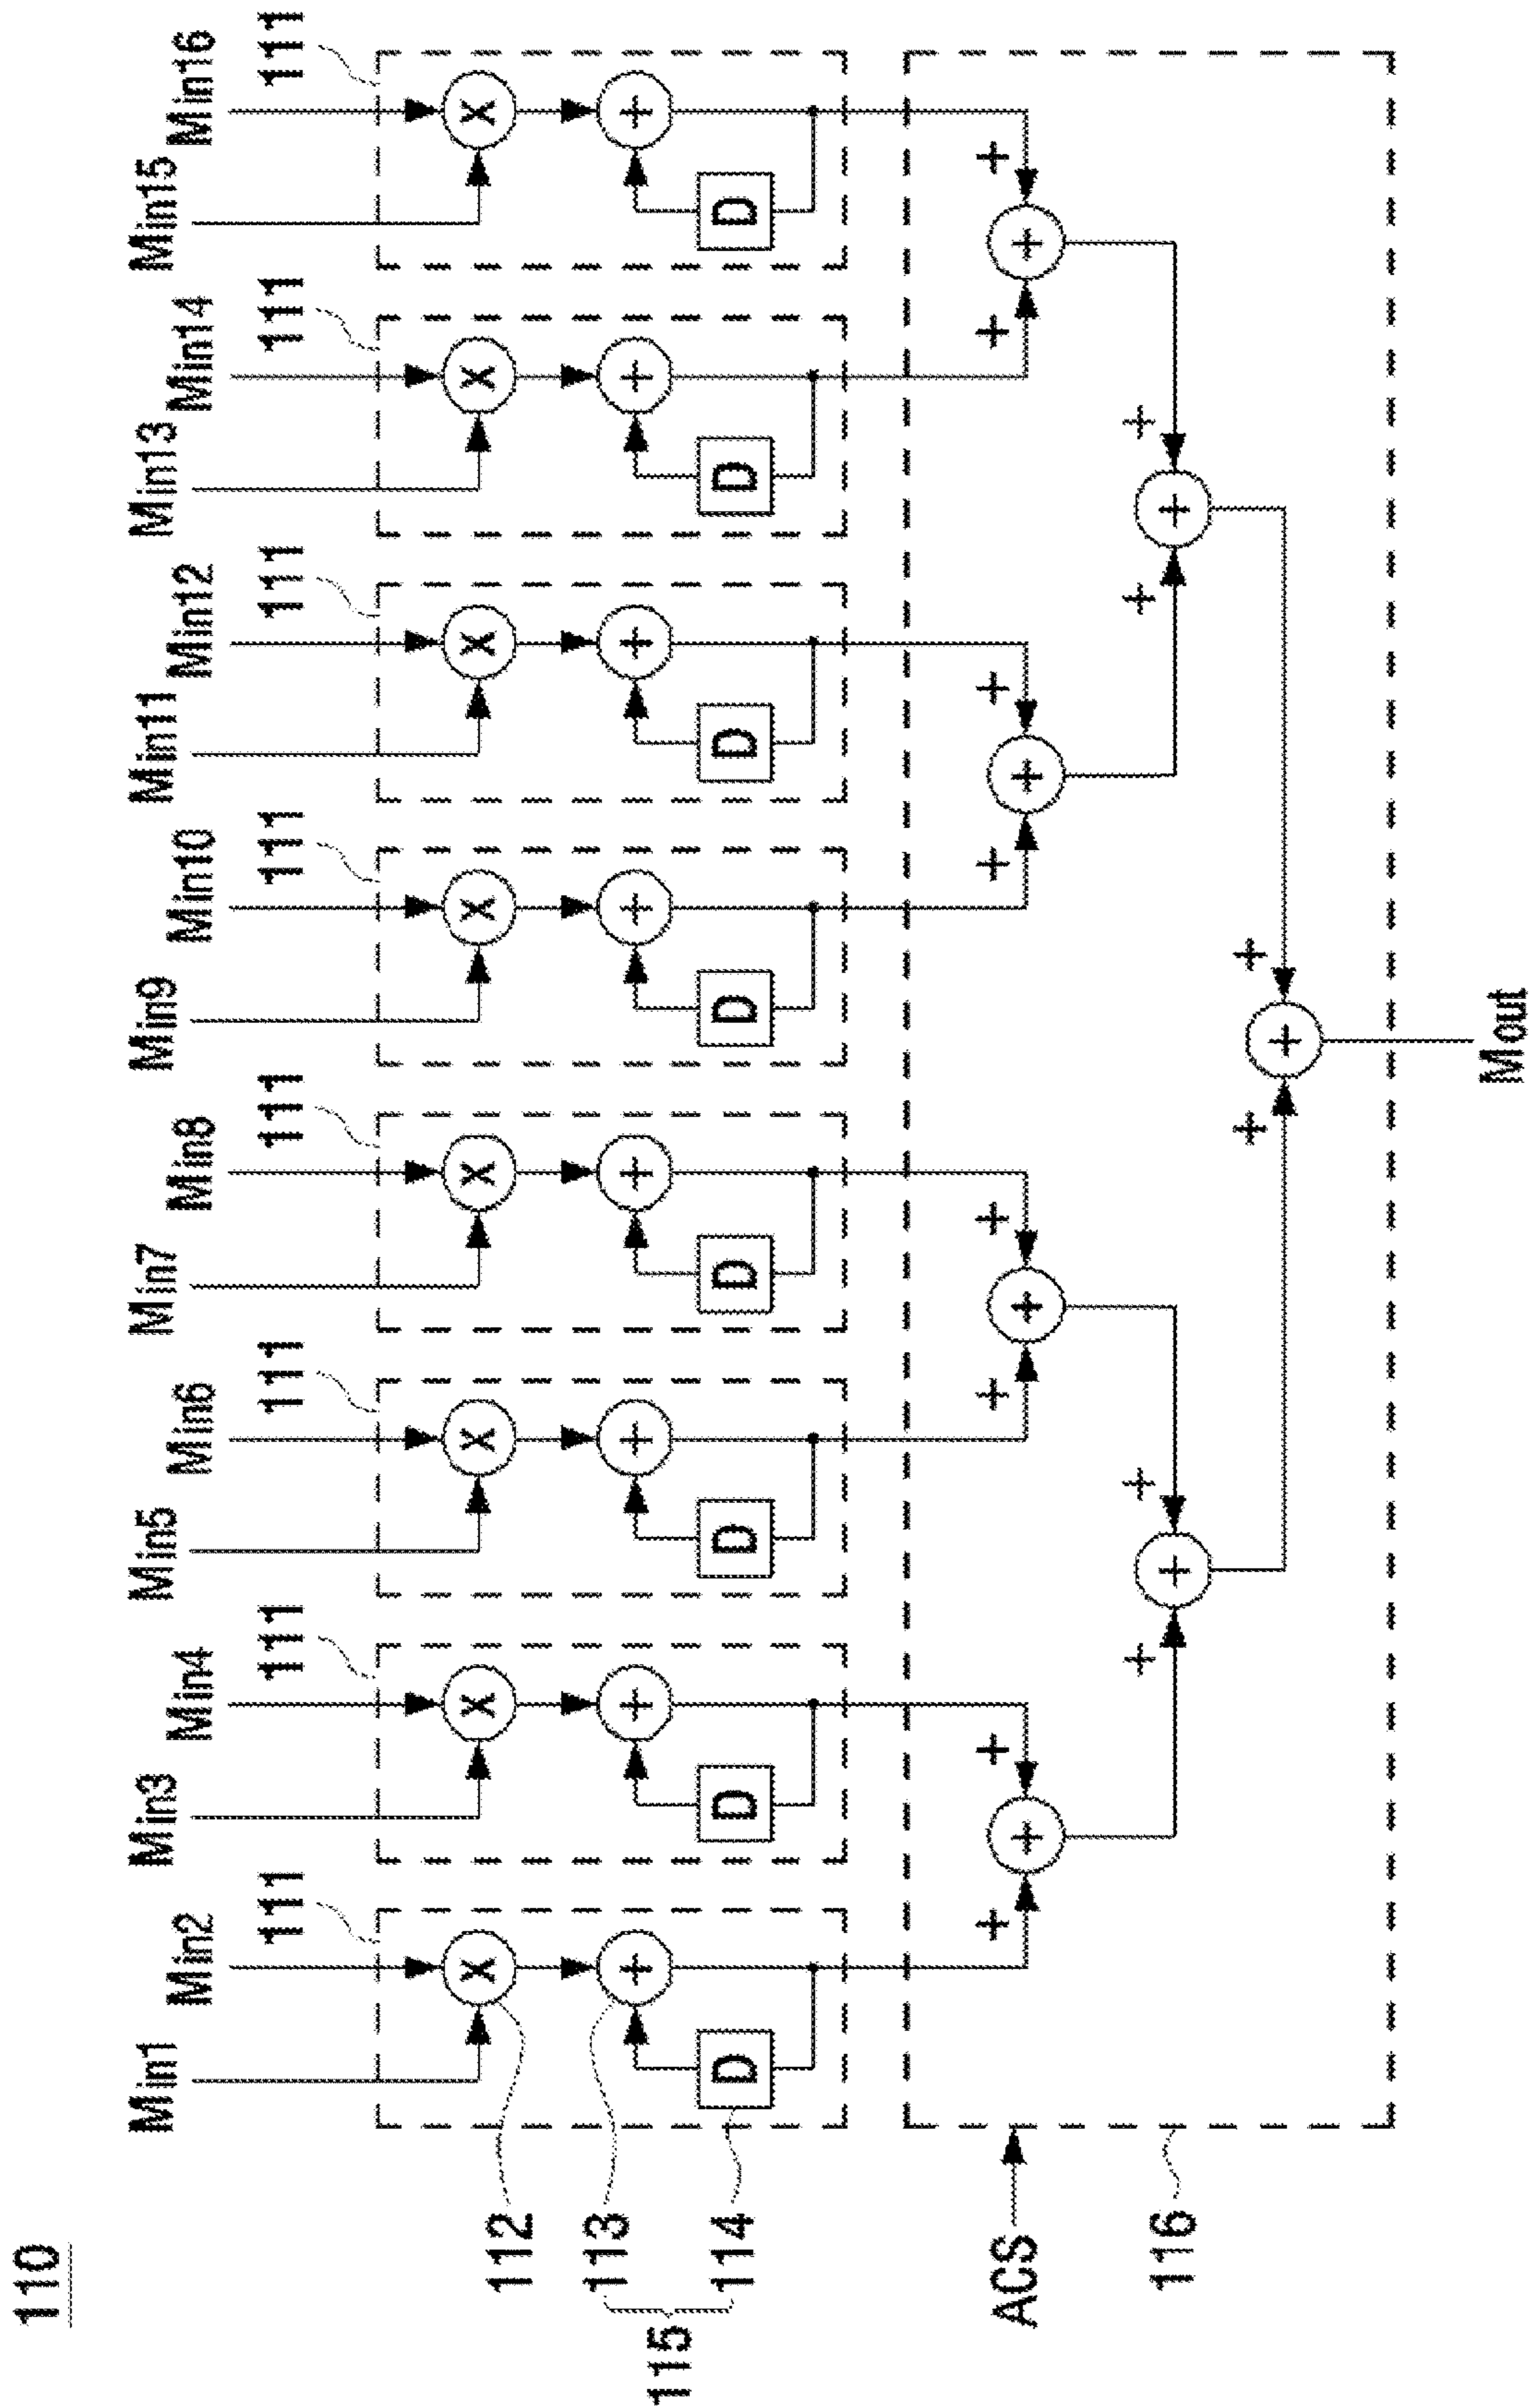 110
Min1 Min2 Min3 Min4 Min5 Min6 Min7 Min8 Min9 Min10 Min11 Min12 Min13 Min14 Min15 Min16
111 111 111 111 111 111 111 111
112 X X X X X X X X
113 + + + + + + + +
115
114 D D D D D D D D
+ + + + + + + +
ACS + + + +
+ + + +
116 + +
+ +
+
Mout